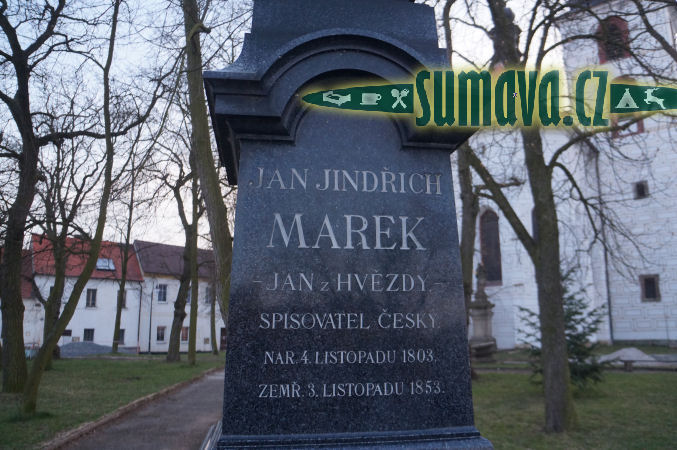 sumava.cz
JAN JINDŘICH
MAREK
- JAN z HVĚZDY. -
SPISOVATEL ČESKÝ.
NAR. 4. LISTOPADU 1803.
ZEMŘ. 3. LISTOPADU 1853.